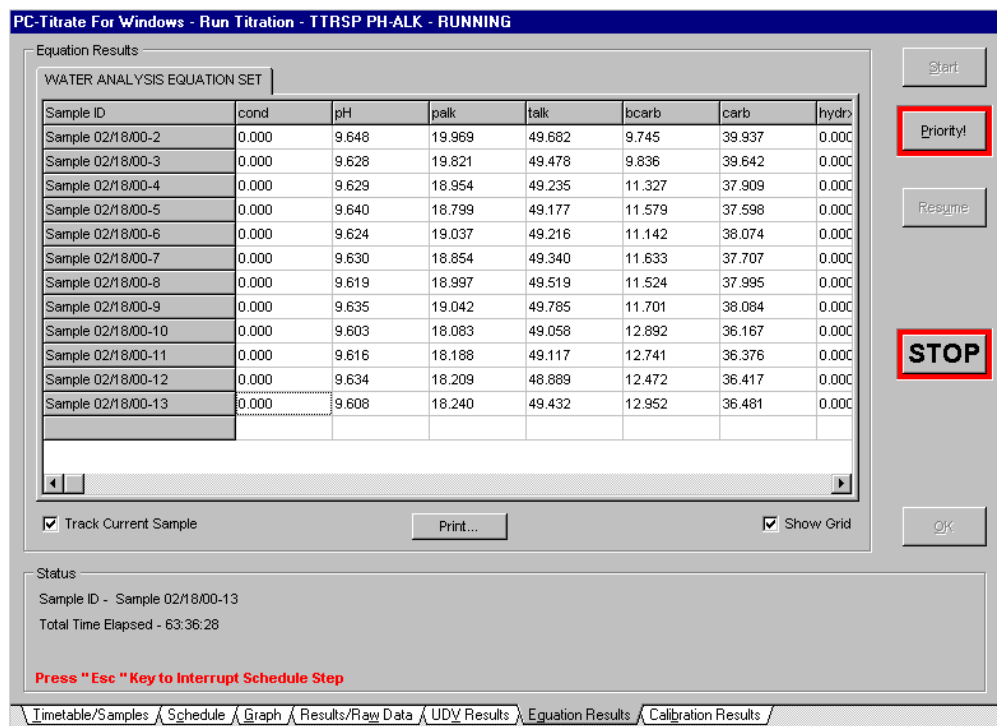 PC-Titrate For Windows - Run Titration - TTRSP PH-ALK - RUNNING
Equation Results
WATER ANALYSIS EQUATION SET
Sample ID cond pH palk talk bcarb carb hydrx
Sample 02/18/00-2 0.000 9.648 19.969 49.682 9.745 39.937 0.000
Sample 02/18/00-3 0.000 9.628 19.821 49.478 9.836 39.642 0.000
Sample 02/18/00-4 0.000 9.629 18.954 49.235 11.327 37.909 0.000
Sample 02/18/00-5 0.000 9.640 18.799 49.177 11.579 37.598 0.000
Sample 02/18/00-6 0.000 9.624 19.037 49.216 11.142 38.074 0.000
Sample 02/18/00-7 0.000 9.630 18.854 49.340 11.633 37.707 0.000
Sample 02/18/00-8 0.000 9.619 18.997 49.519 11.524 37.995 0.000
Sample 02/18/00-9 0.000 9.635 19.042 49.785 11.701 38.084 0.000
Sample 02/18/00-10 0.000 9.603 18.083 49.058 12.892 36.167 0.000
Sample 02/18/00-11 0.000 9.616 18.188 49.117 12.741 36.376 0.000
Sample 02/18/00-12 0.000 9.634 18.209 48.889 12.472 36.417 0.000
Sample 02/18/00-13 0.000 9.608 18.240 49.432 12.952 36.481 0.000
Track Current Sample
Print...
Show Grid
Start
Priority!
Resume
STOP
OK
Status
Sample ID - Sample 02/18/00-13
Total Time Elapsed - 63:36:28
Press "Esc " Key to Interrupt Schedule Step
Timetable/Samples Schedule Graph Results/Raw Data UDV Results Equation Results Calibration Results